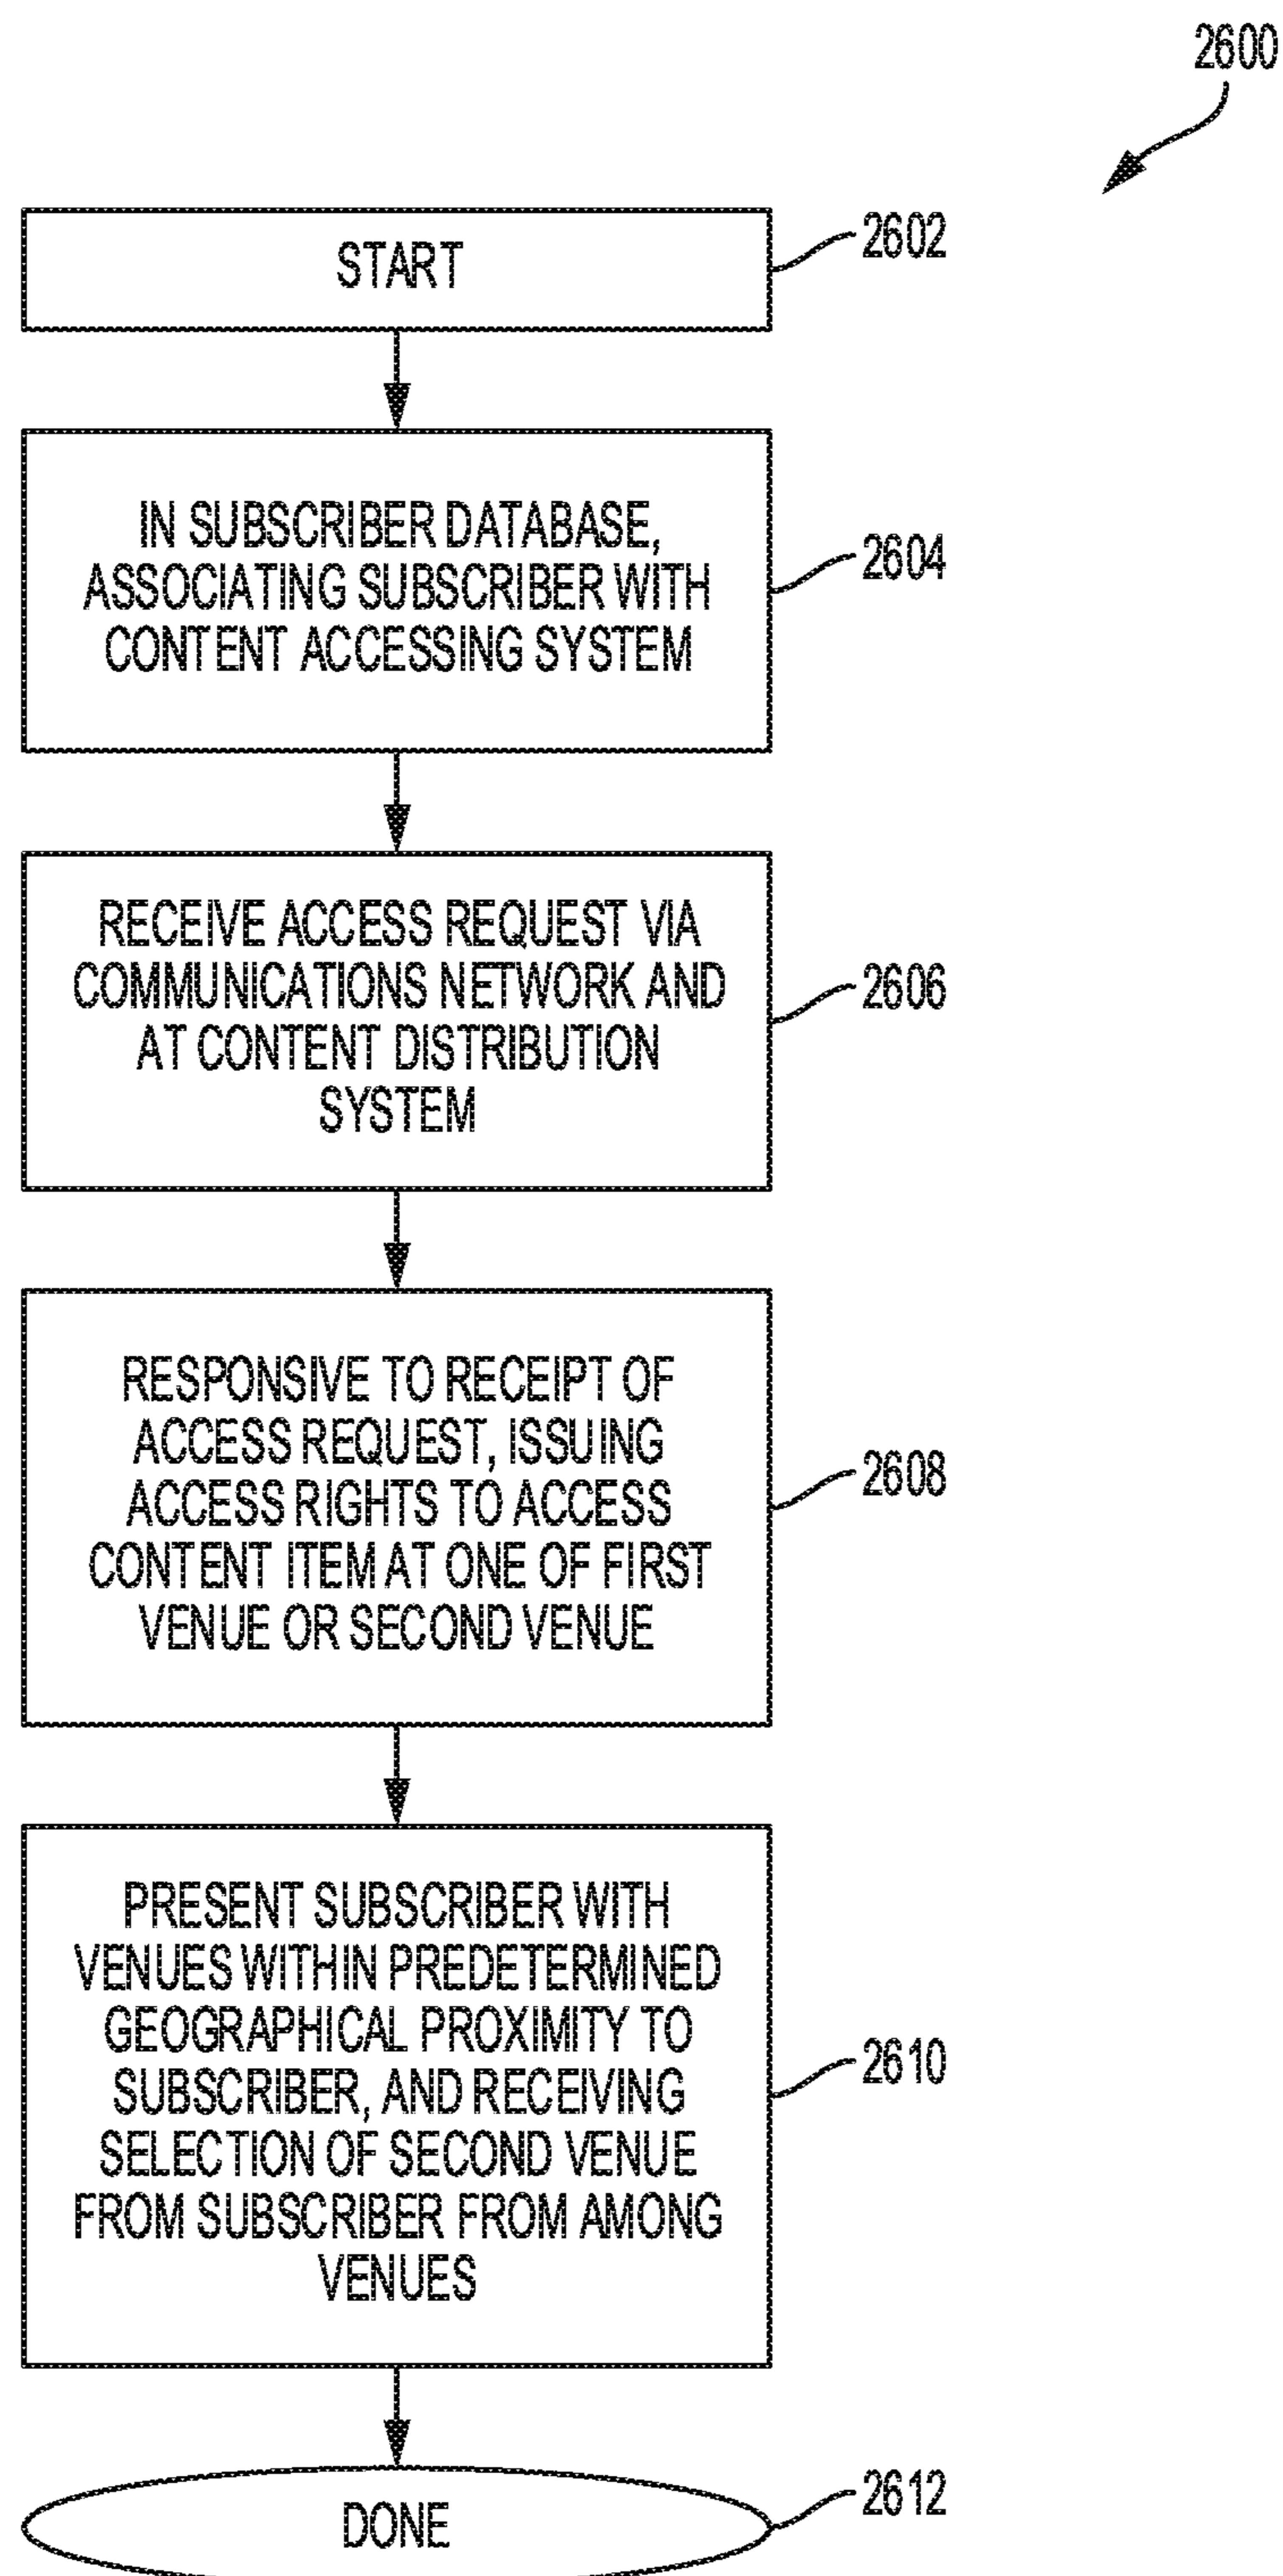 2600
START
2602
IN SUBSCRIBER DATABASE,
ASSOCIATING SUBSCRIBER WITH
CONTENT ACCESSING SYSTEM
2604
RECEIVE ACCESS REQUEST VIA
COMMUNICATIONS NETWORK AND
AT CONTENT DISTRIBUTION
SYSTEM
2606
RESPONSIVE TO RECEIPT OF
ACCESS REQUEST, ISSUING
ACCESS RIGHTS TO ACCESS
CONTENT ITEM AT ONE OF FIRST
VENUE OR SECOND VENUE
2608
PRESENT SUBSCRIBER WITH
VENUES WITHIN PREDETERMINED
GEOGRAPHICAL PROXIMITY TO
SUBSCRIBER, AND RECEIVING
SELECTION OF SECOND VENUE
FROM SUBSCRIBER FROM AMONG
VENUES
2610
DONE
2612